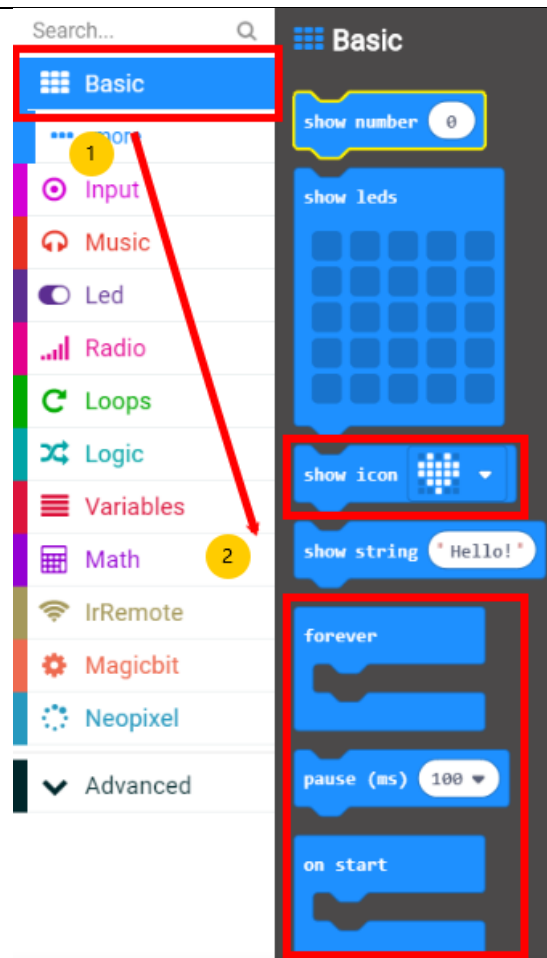 Search...
Basic
more
1
Input
Music
Led
Radio
Loops
Logic
Variables
Math
2
IrRemote
Magicbit
Neopixel
Advanced
Basic
show number 0
show leds
show icon
show string "Hello!"
forever
pause (ms) 100
on start